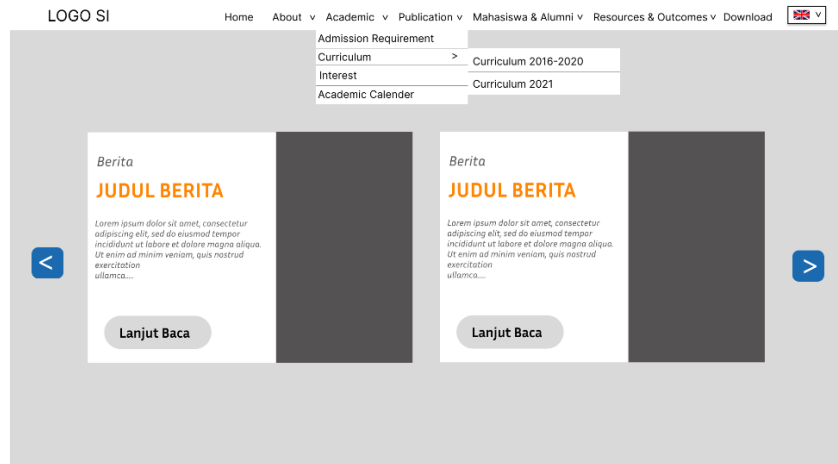 LOGO SI
Home About v Academic v Publication v Mahasiswa & Alumni v Resources & Outcomes v Download v
Admission Requirement
Curriculum >
Interest
Academic Calender
Curriculum 2016-2020
Curriculum 2021
<
Berita
JUDUL BERITA
Lorem ipsum dolor sit amet, consectetur
adipiscing elit, sed do eiusmod tempor
incididunt ut labore et dolore magna aliqua.
Ut enim ad minim veniam, quis nostrud
exercitation
ullamca....
Lanjut Baca
Berita
JUDUL BERITA
Lorem ipsum dolor sit amet, consectetur
adipiscing elit, sed do eiusmod tempor
incididunt ut labore et dolore magna aliqua.
Ut enim ad minim veniam, quis nostrud
exercitation
ullamca....
Lanjut Baca
>